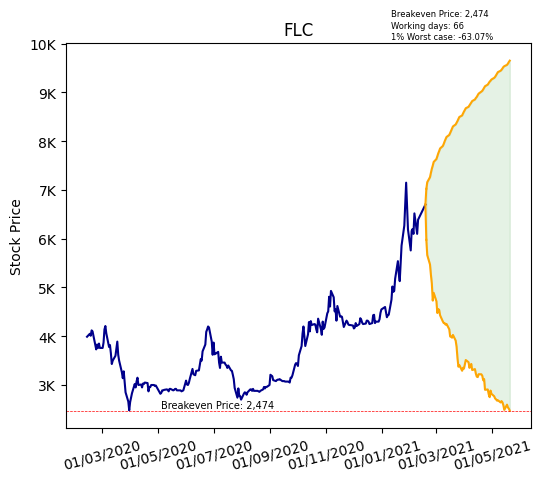 Breakeven Price: 2,474
Working days: 66
1% Worst case: -63.07%
FLC
10K
9K
8K
7K
6K
5K
4K
3K
Stock Price
Breakeven Price: 2,474
01/03/2020
01/05/2020
01/07/2020
01/09/2020
01/11/2020
01/01/2021
01/03/2021
01/05/2021